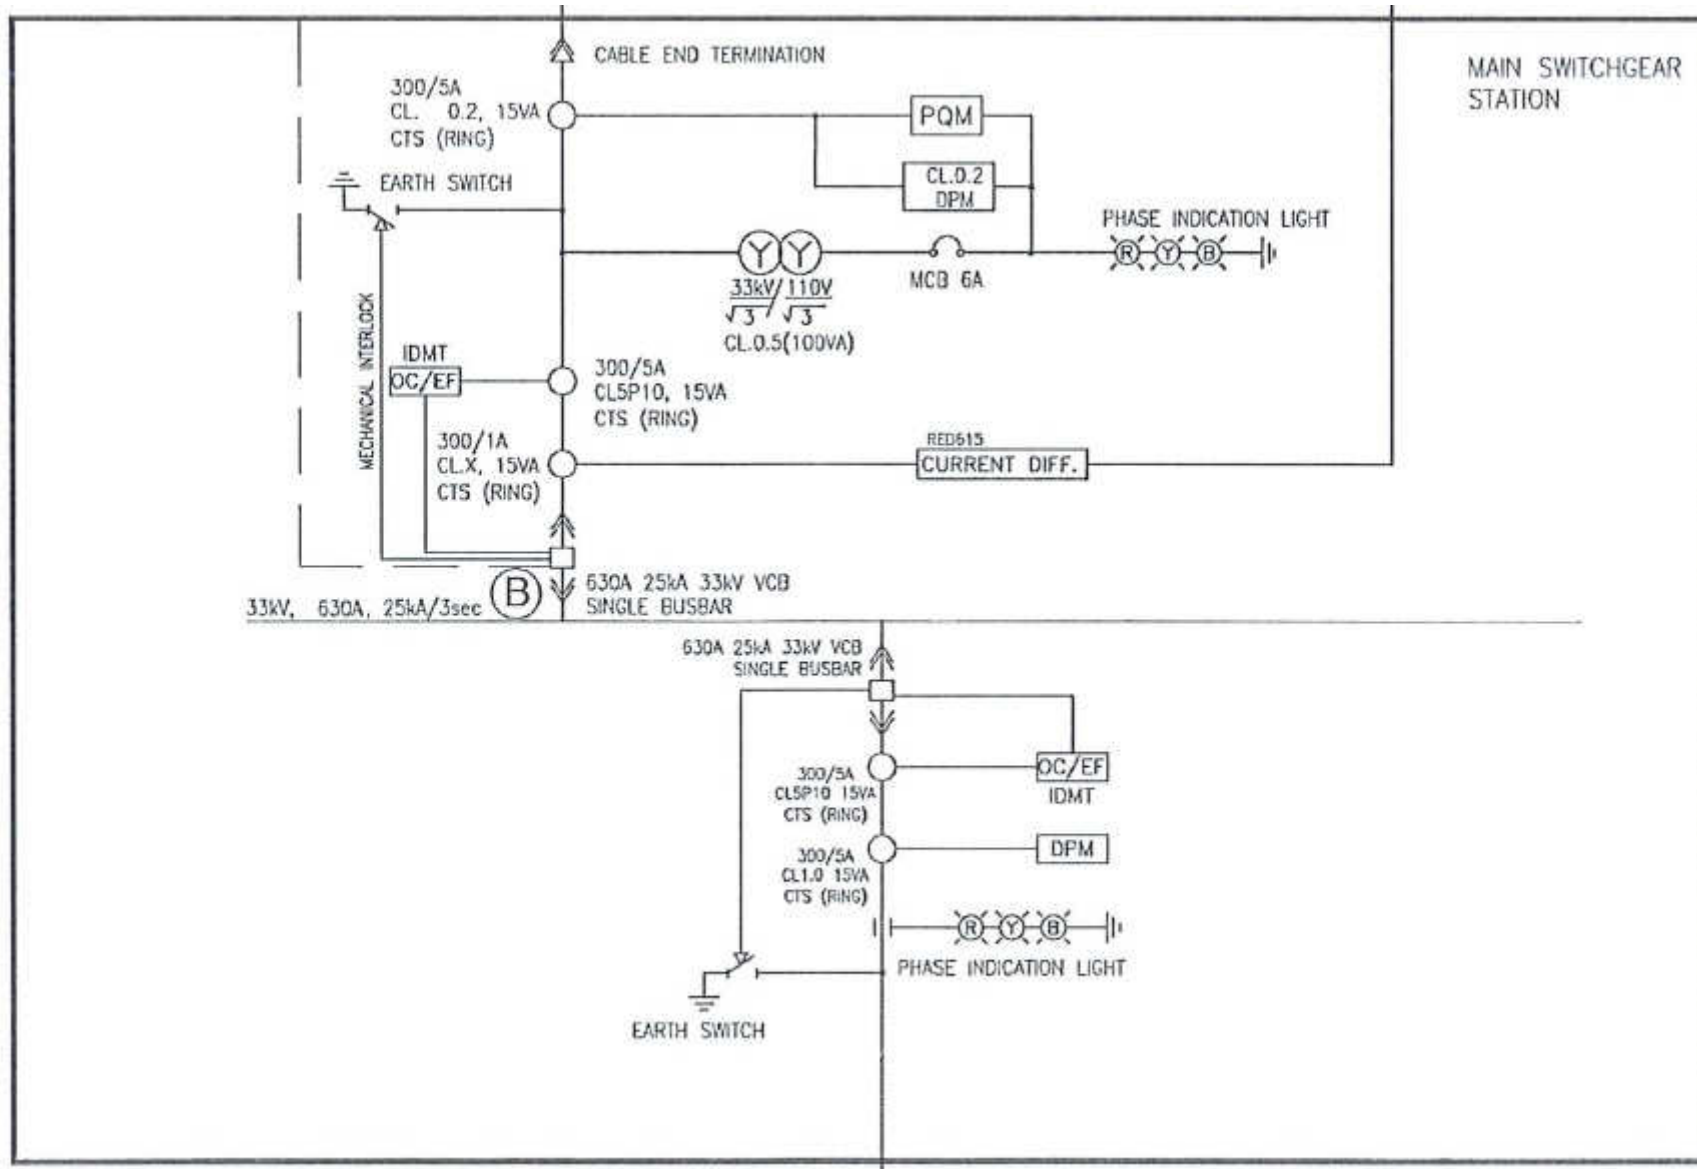 CABLE END TERMINATION
MAIN SWITCHGEAR
STATION
300/5A
CL. 0.2, 15VA
CTS (RING)
PQM
CL.0.2
DPM
EARTH SWITCH
PHASE INDICATION LIGHT
Y Y
R Y B
MCB 6A
33kV/110V
√3/√3
CL.0.5(100VA)
MECHANICAL INTERLOCK
IDMT
OC/EF
300/5A
CL5P10, 15VA
CTS (RING)
300/1A
CL.X, 15VA
CTS (RING)
RED615
CURRENT DIFF.
B
630A 25kA 33kV VCB
SINGLE BUSBAR
33kV, 630A, 25kA/3sec
630A 25kA 33kV VCB
SINGLE BUSBAR
300/5A
CL5P10 15VA
CTS (RING)
OC/EF
IDMT
300/5A
CL1.0 15VA
CTS (RING)
DPM
R Y B
PHASE INDICATION LIGHT
EARTH SWITCH